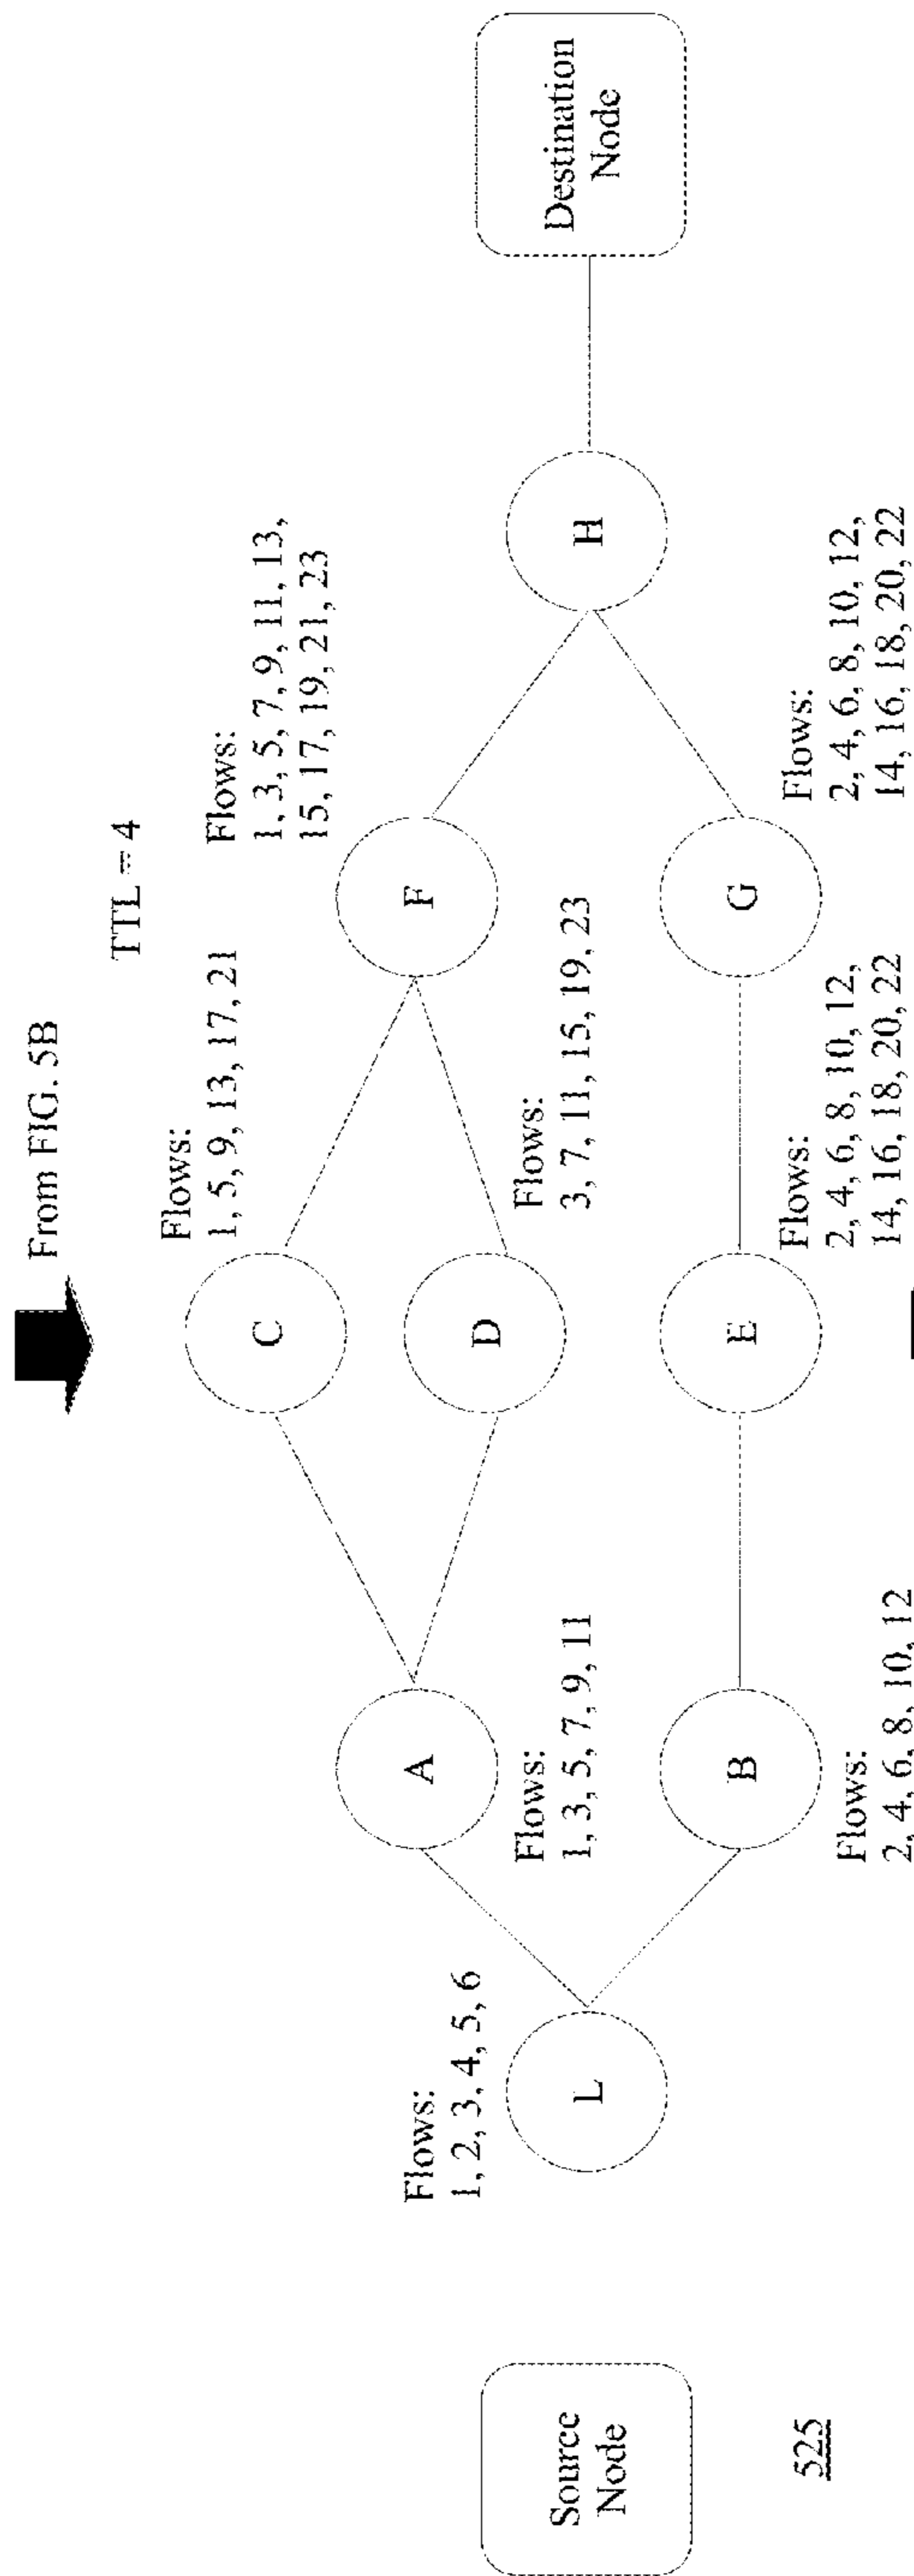 From FIG. 5B
TTL = 4
Flows:
1, 5, 9, 13, 17, 21
Flows:
1, 3, 5, 7, 9, 11, 13,
15, 17, 19, 21, 23
C
Flows:
1, 2, 3, 4, 5, 6
A
F
Source
Node
L
Flows:
1, 3, 5, 7, 9, 11
D
Flows:
3, 7, 11, 15, 19, 23
H
Destination
Node
B
E
G
525
Flows:
2, 4, 6, 8, 10, 12
Flows:
2, 4, 6, 8, 10, 12,
14, 16, 18, 20, 22
Flows:
2, 4, 6, 8, 10, 12,
14, 16, 18, 20, 22